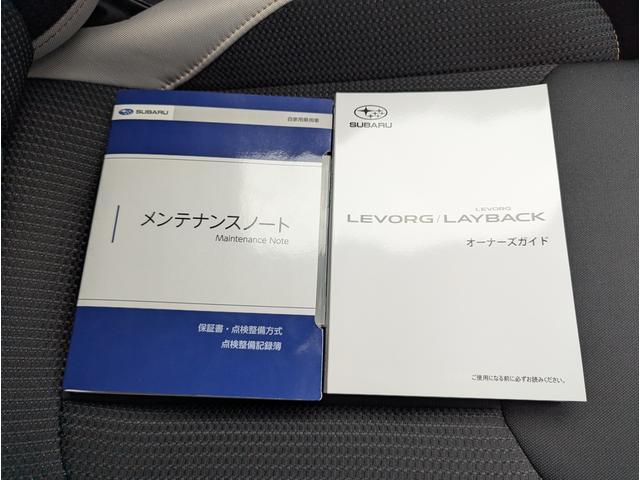 SUBARU
自家用乗用車
メンテナンスノート
Maintenance Note
保証書・点検整備方式
点検整備記録簿
SUBARU
LEVORG
LEVORG/LAYBACK
オーナーズガイド
ご使用になる前に必ずお読みください。